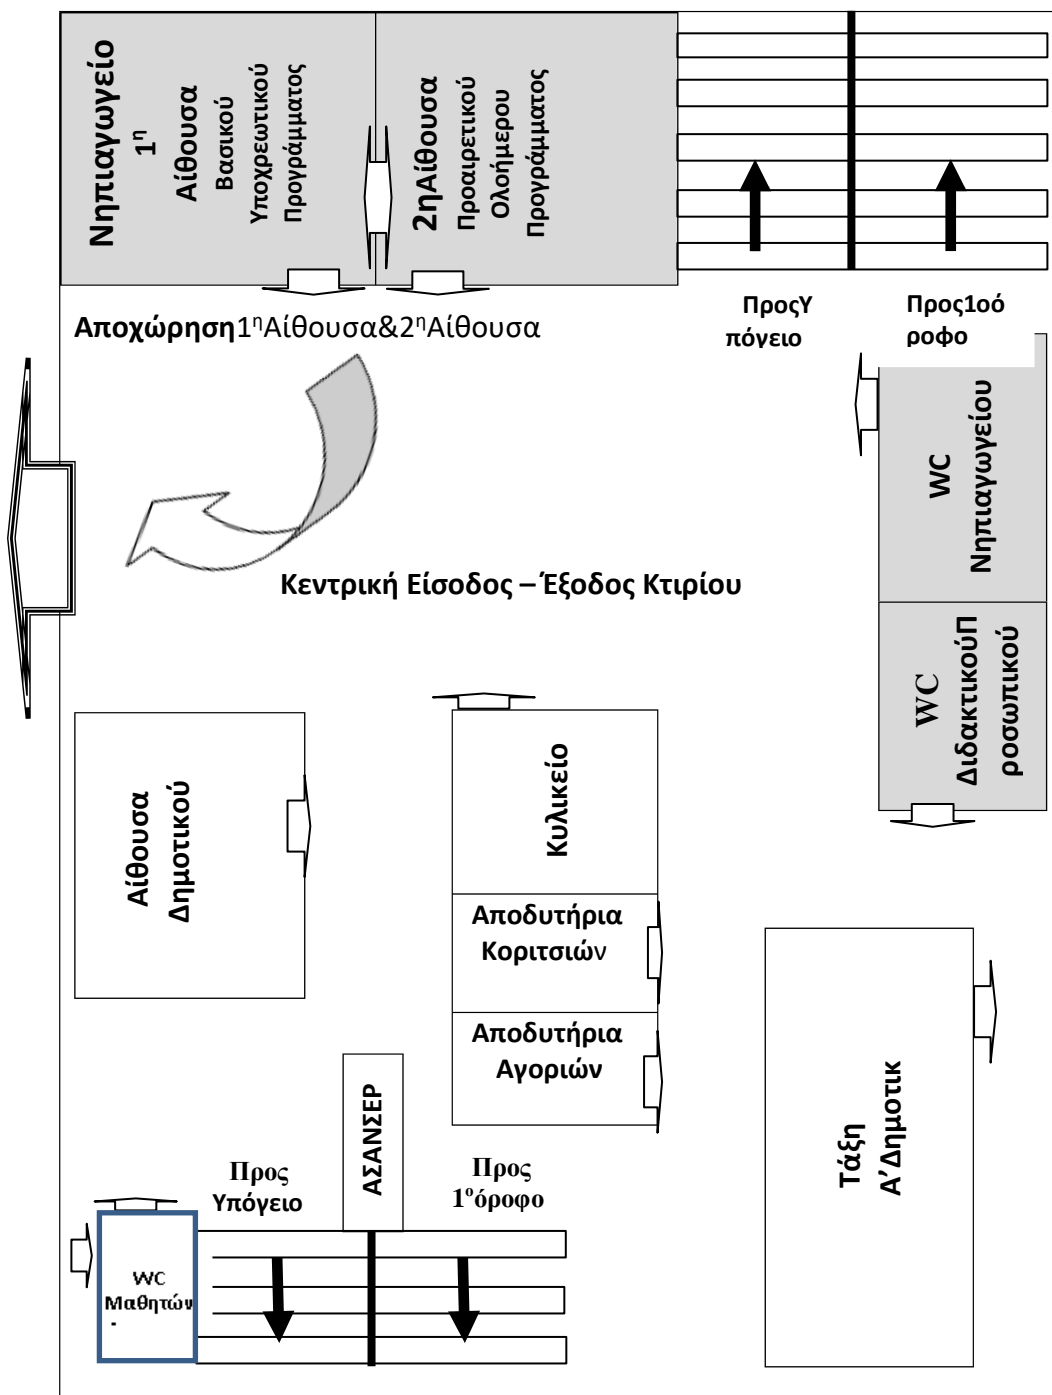 Νηπιαγωγείο
1η
Αίθουσα
Βασικού
Υποχρεωτικού
Προγράμματος
2ηΑίθουσα
Προαιρετικού
Ολοήμερου
Προγράμματος
ΠροςΥ
πόγειο
Προς1οό
ροφο
Αποχώρηση1ηΑίθουσα&2ηΑίθουσα
WC
Νηπιαγωγείου
Κεντρική Είσοδος – Έξοδος Κτιρίου
WC
ΔιδακτικούΠ
ροσωπικού
Αίθουσα
Δημοτικού
Κυλικείο
Αποδυτήρια
Κοριτσιών
Αποδυτήρια
Αγοριών
Τάξη
Α'Δημοτικ
ΑΣΑΝΣΕΡ
Προς
Υπόγειο
Προς
1οόροφο
WC
Μαθητών